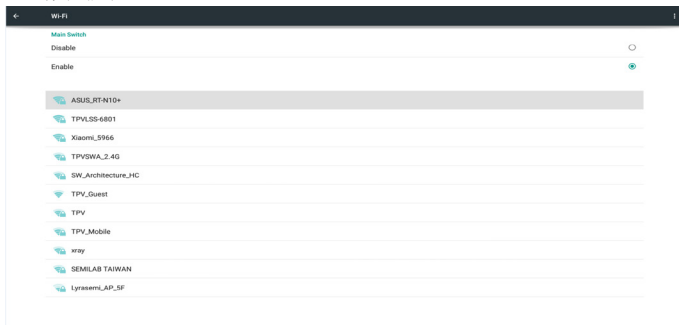 Wi-Fi
Main Switch
Disable
Enable
ASUS_RT-N10+
TPVLSS-6801
Xiaomi_5966
TPVSWA_2.4G
SW_Architecture_HC
TPV_Guest
TPV
TPV_Mobile
xray
SEMILAB TAIWAN
Lyrasemi_AP_5F